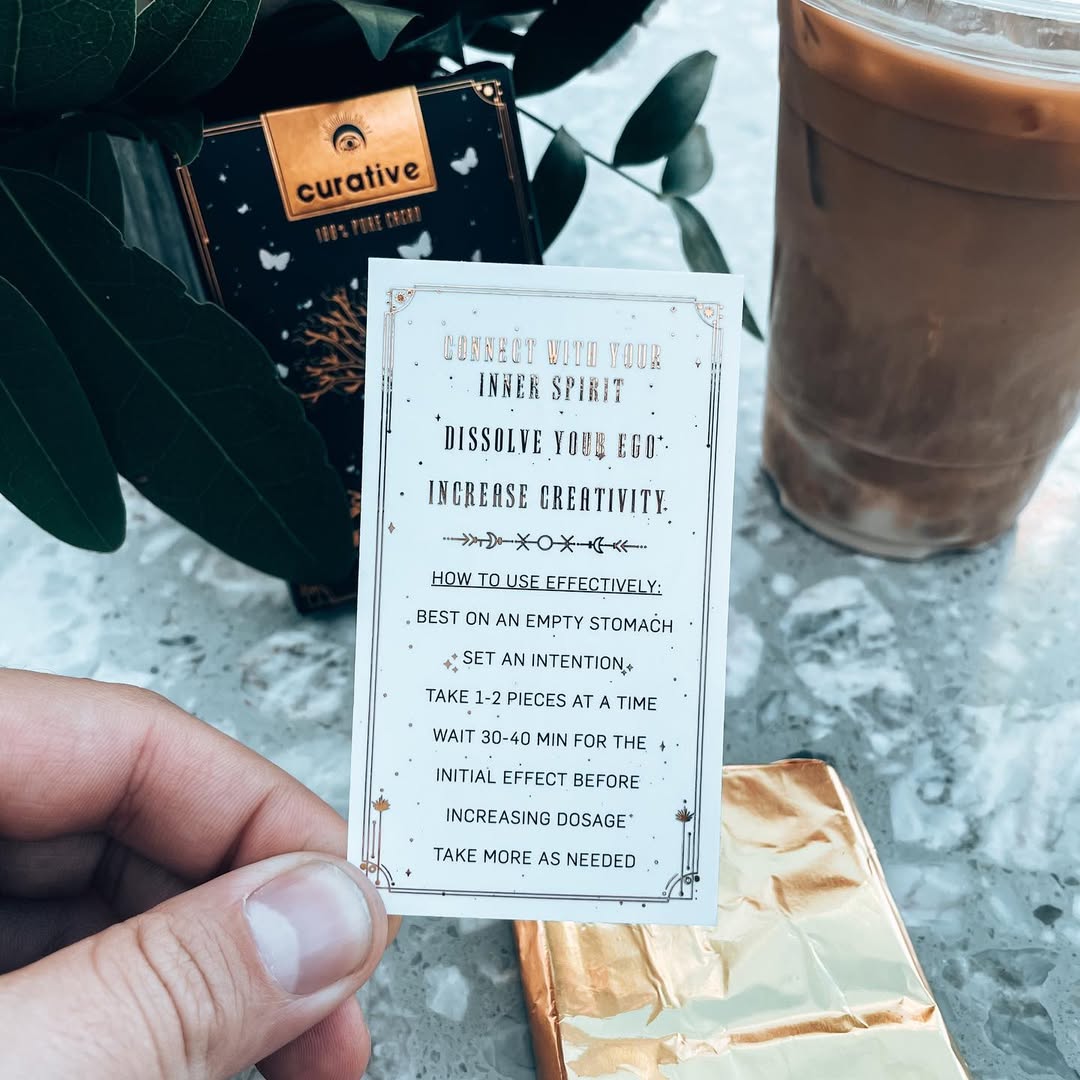 curative
100% PURE CACAO
CONNECT WITH YOUR
INNER SPIRIT
DISSOLVE YOUR EGO
INCREASE CREATIVITY
HOW TO USE EFFECTIVELY:
BEST ON AN EMPTY STOMACH
SET AN INTENTION
TAKE 1-2 PIECES AT A TIME
WAIT 30-40 MIN FOR THE
INITIAL EFFECT BEFORE
INCREASING DOSAGE
TAKE MORE AS NEEDED